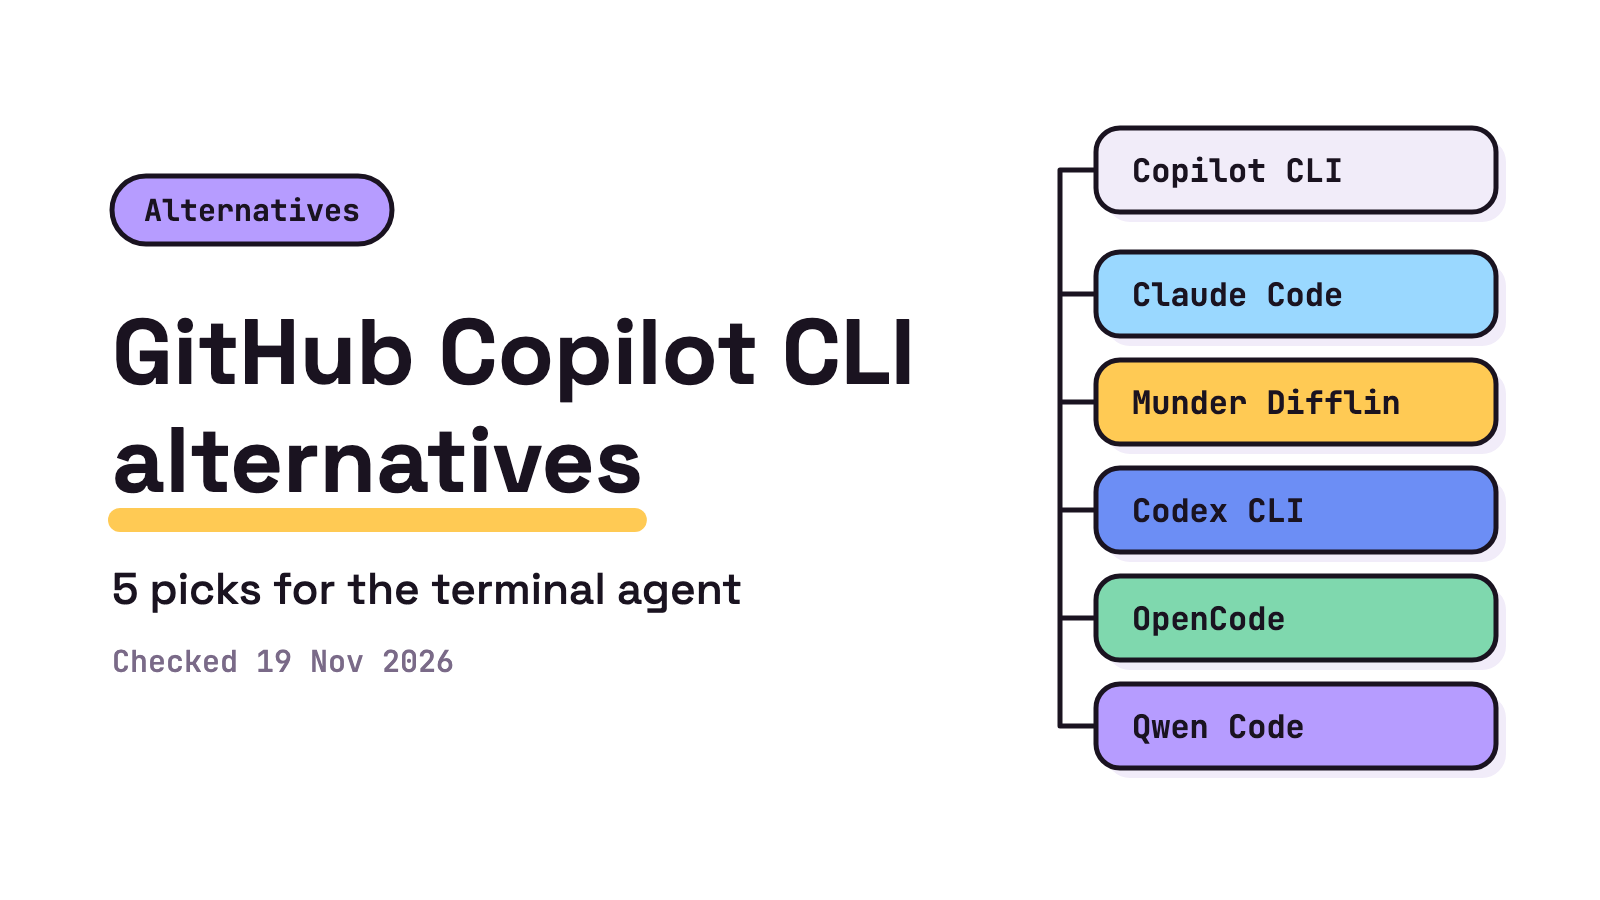 Alternatives
GitHub Copilot CLI
alternatives
5 picks for the terminal agent
Checked 19 Nov 2026
Copilot CLI
Claude Code
Munder Difflin
Codex CLI
OpenCode
Qwen Code